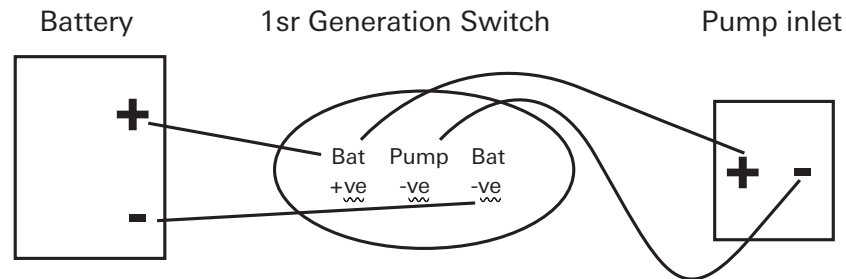 Battery 1sr Generation Switch Pump inlet
+
Bat Pump Bat
+ve -ve -ve
+ -
-